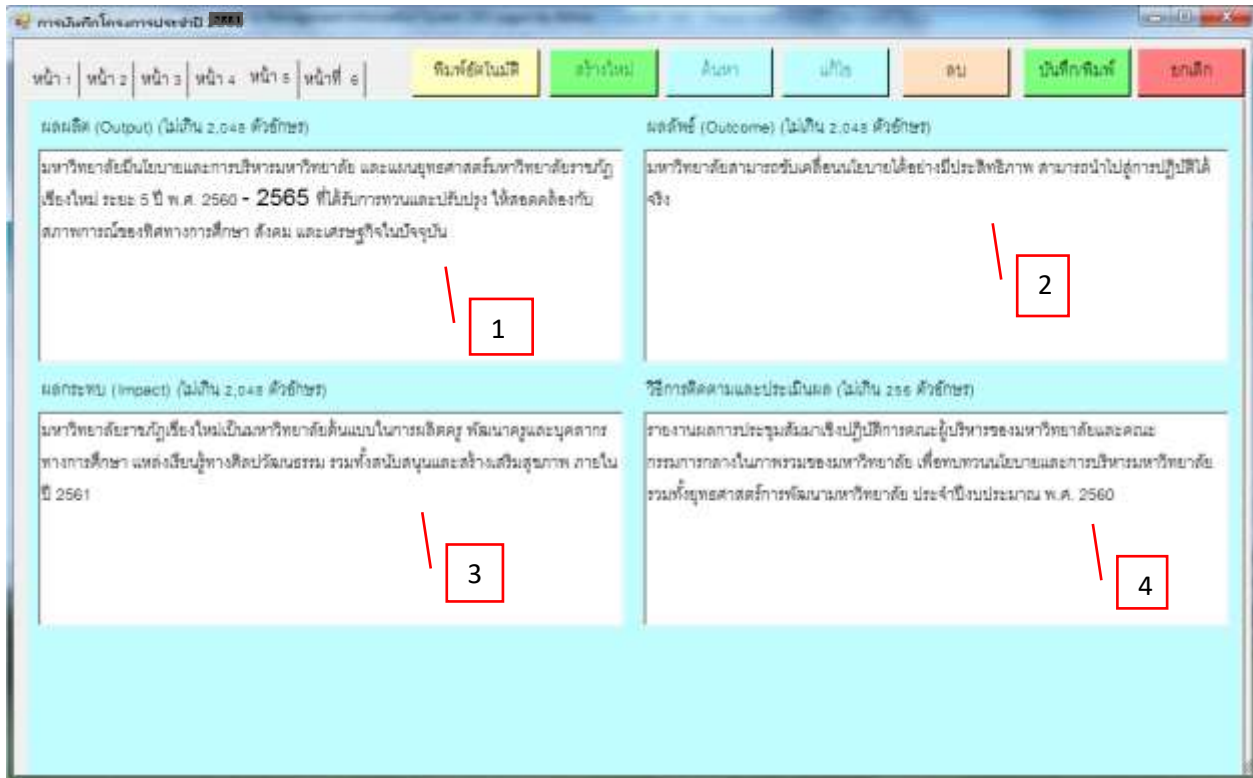 การบันทึกโครงการประจำปี 2561
หน้า 1 หน้า 2 หน้า 3 หน้า 4 หน้า 5 หน้าที่ 6
พิมพ์อัตโนมัติ สร้างใหม่ ค้นหา แก้ไข ลบ บันทึก/พิมพ์ ยกเลิก
ผลผลิต (Output) (ไม่เกิน 2,048 ตัวอักษร)
มหาวิทยาลัยมีนโยบายและการบริหารมหาวิทยาลัย และแผนยุทธศาสตร์มหาวิทยาลัยราชภัฏ
เชียงใหม่ ระยะ 5 ปี พ.ศ. 2560 - 2565 ที่ได้รับการทวนและปรับปรุง ให้สอดคล้องกับ
สภาพการณ์ของทิศทางการศึกษา สังคม และเศรษฐกิจในปัจจุบัน
1
ผลลัพธ์ (Outcome) (ไม่เกิน 2,048 ตัวอักษร)
มหาวิทยาลัยสามารถขับเคลื่อนนโยบายได้อย่างมีประสิทธิภาพ สามารถนำไปสู่การปฏิบัติได้
จริง
2
ผลกระทบ (Impact) (ไม่เกิน 2,048 ตัวอักษร)
มหาวิทยาลัยราชภัฏเชียงใหม่เป็นมหาวิทยาลัยต้นแบบในการผลิตครู พัฒนาครูและบุคลากร
ทางการศึกษา แหล่งเรียนรู้ทางศิลปวัฒนธรรม รวมทั้งสนับสนุนและสร้างเสริมสุขภาพ ภายใน
ปี 2561
3
วิธีการติดตามและประเมินผล (ไม่เกิน 256 ตัวอักษร)
รายงานผลการประชุมสัมมาเชิงปฏิบัติการคณะผู้บริหารของมหาวิทยาลัยและคณะ
กรรมการกลางในภาพรวมของมหาวิทยาลัย เพื่อทบทวนนโยบายและการบริหารมหาวิทยาลัย
รวมทั้งยุทธศาสตร์การพัฒนามหาวิทยาลัย ประจำปีงบประมาณ พ.ศ. 2560
4